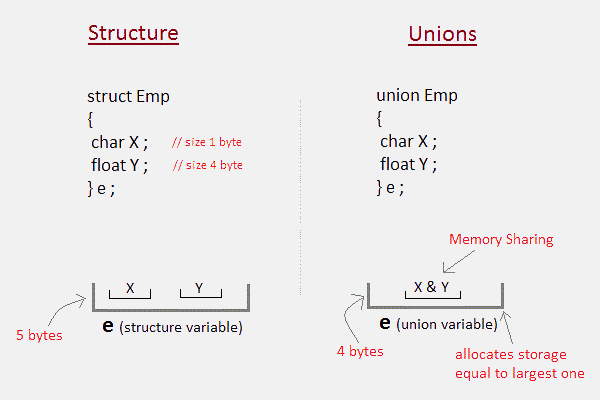 Structure
struct Emp
{
char X ; // size 1 byte
float Y ; // size 4 byte
} e ;
X
Y
5 bytes
e (structure variable)
Unions
union Emp
{
char X ;
float Y ;
} e ;
Memory Sharing
X & Y
e (union variable)
4 bytes
allocates storage
equal to largest one